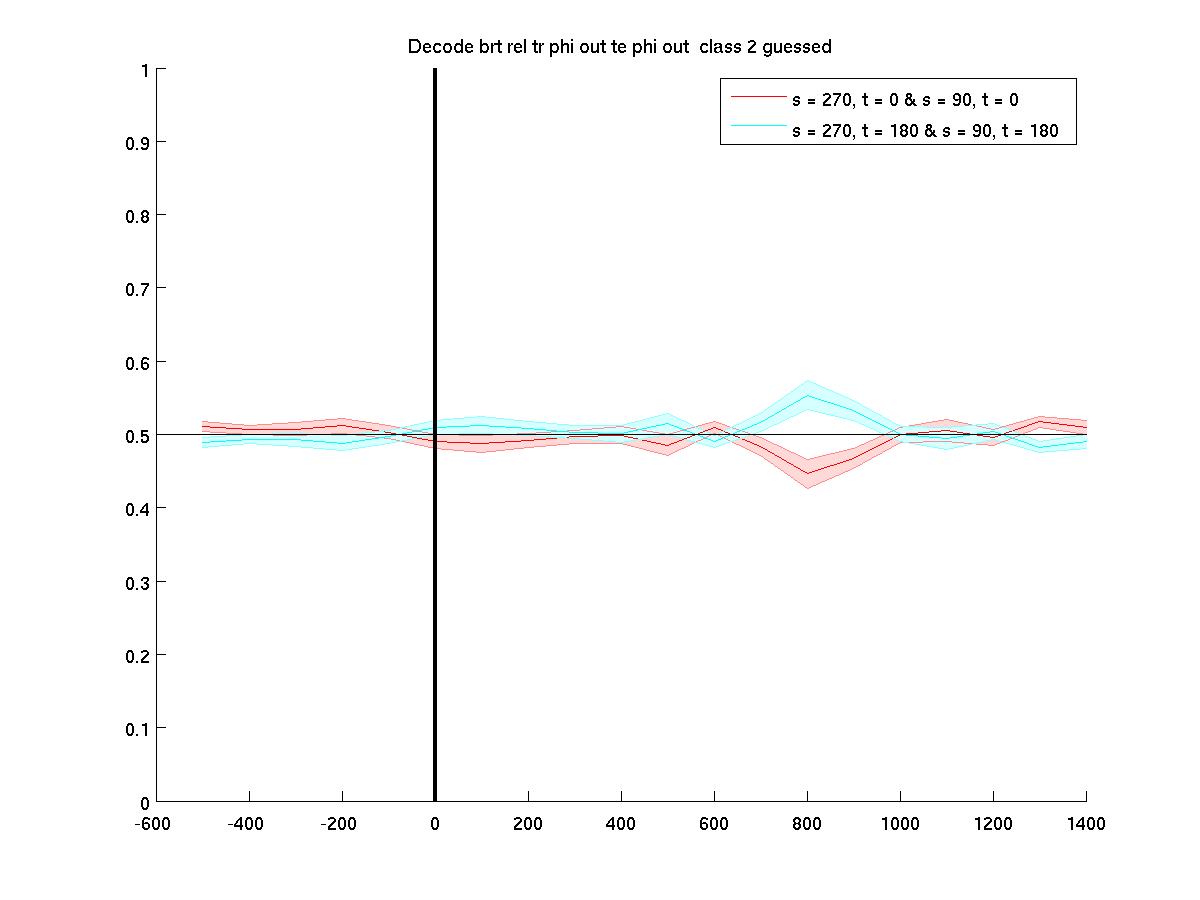 Decode brt rel tr phi out te phi out  class 2 guessed
s = 270, t = 0 & s = 90, t = 0
s = 270, t = 180 & s = 90, t = 180
1
0.9
0.8
0.7
0.6
0.5
0.4
0.3
0.2
0.1
0
-600 -400 -200 0 200 400 600 800 1000 1200 1400